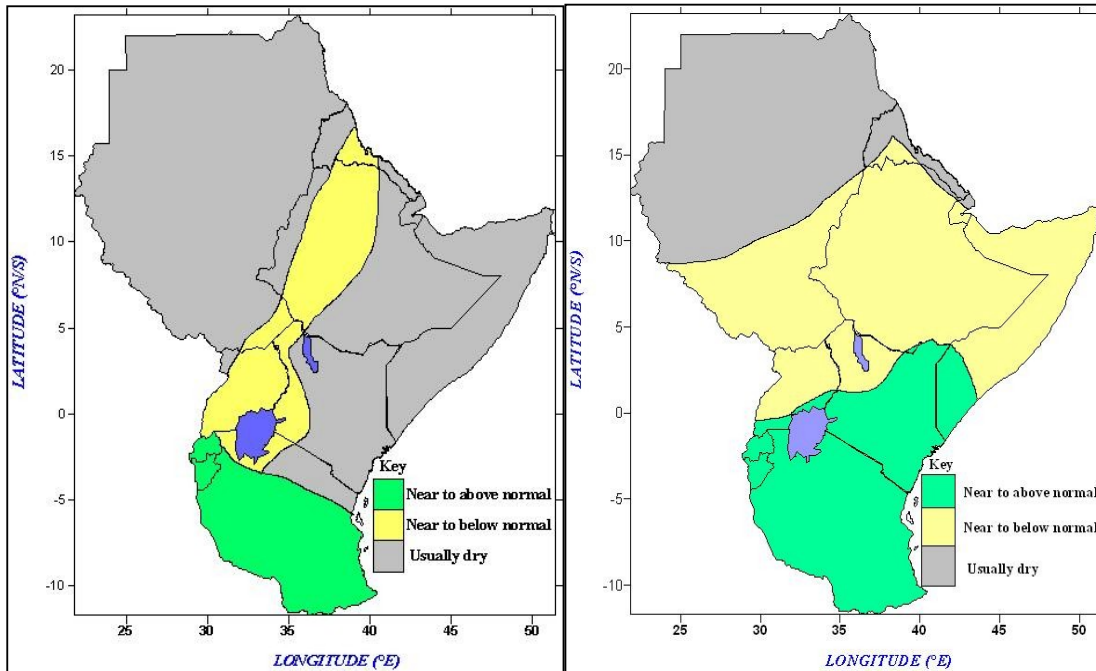 20
15
10
5
0
-5
-10
25
30
35
40
45
50
LATITUDE (°N/S)
LONGITUDE (°E)
Key
Near to above normal
Near to below normal
Usually dry
20
15
10
5
0
-5
-10
25
30
35
40
45
50
LATITUDE (°N/S)
LONGITUDE (°E)
Key
Near to above normal
Near to below normal
Usually dry